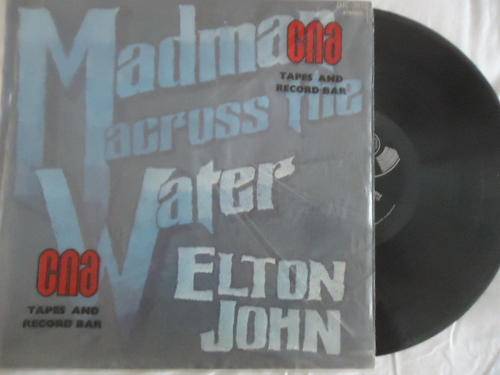 Madman
across the
Water
ELTON
JOHN
cna
TAPES AND
RECORD BAR
cna
TAPES AND
RECORD BAR